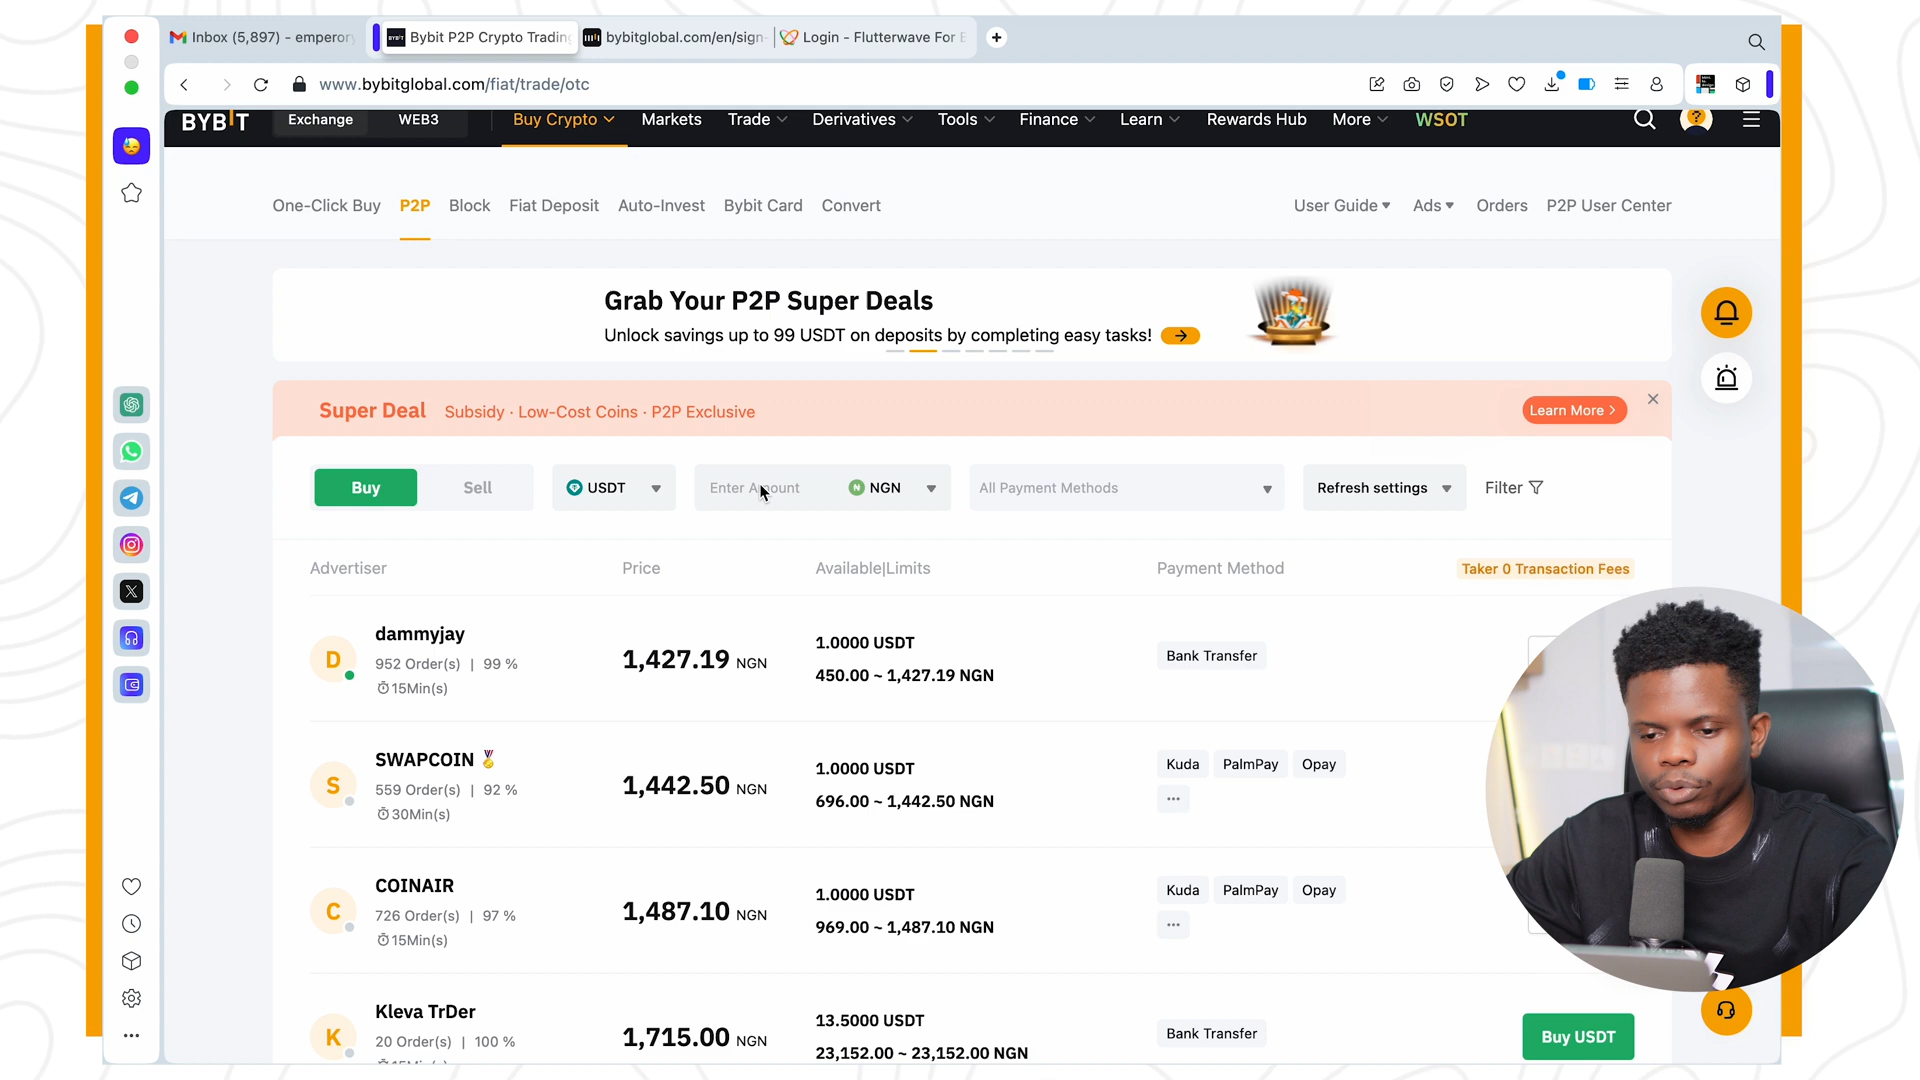 Inbox (5,897) - emperory
Bybit P2P Crypto Trading
bybitglobal.com/en/sign-
Login - Flutterwave For B
www.bybitglobal.com/fiat/trade/otc
BYBIT
Exchange
WEB3
Buy Crypto
Markets
Trade
Derivatives
Tools
Finance
Learn
Rewards Hub
More
WSOT
One-Click Buy
P2P
Block
Fiat Deposit
Auto-Invest
Bybit Card
Convert
User Guide
Ads
Orders
P2P User Center
Grab Your P2P Super Deals
Unlock savings up to 99 USDT on deposits by completing easy tasks!
Super Deal
Subsidy · Low-Cost Coins · P2P Exclusive
Learn More >
Buy
Sell
USDT
Enter Amount
NGN
All Payment Methods
Refresh settings
Filter
Advertiser
Price
Available|Limits
Payment Method
Taker 0 Transaction Fees
D
dammyjay
952 Order(s) | 99 %
15Min(s)
1,427.19 NGN
1.0000 USDT
450.00 ~ 1,427.19 NGN
Bank Transfer
S
SWAPCOIN
559 Order(s) | 92 %
30Min(s)
1,442.50 NGN
1.0000 USDT
696.00 ~ 1,442.50 NGN
Kuda
PalmPay
Opay
...
C
COINAIR
726 Order(s) | 97 %
15Min(s)
1,487.10 NGN
1.0000 USDT
969.00 ~ 1,487.10 NGN
Kuda
PalmPay
Opay
...
K
Kleva TrDer
20 Order(s) | 100 %
1,715.00 NGN
13.5000 USDT
23,152.00 ~ 23,152.00 NGN
Bank Transfer
Buy USDT